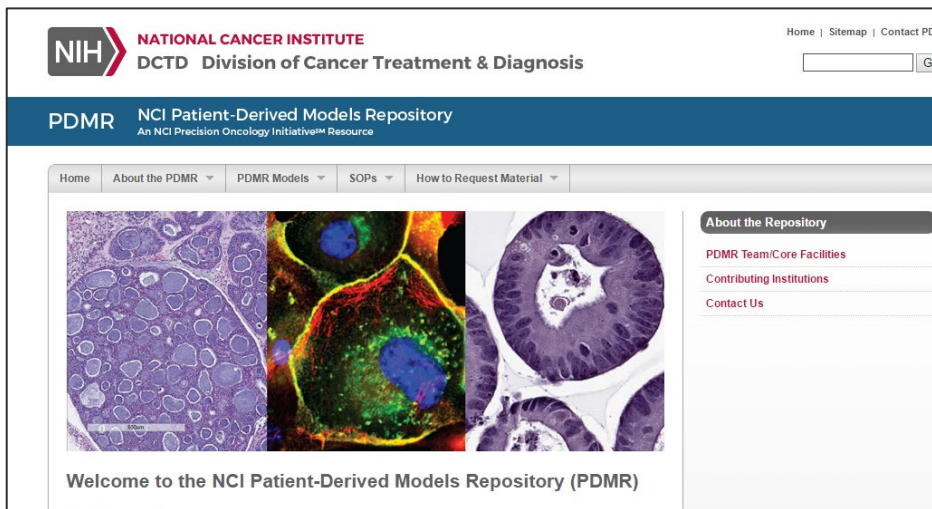 Home | Sitemap | Contact PD
NIH
NATIONAL CANCER INSTITUTE
DCTD Division of Cancer Treatment & Diagnosis
G
PDMR
NCI Patient-Derived Models Repository
An NCI Precision Oncology Initiative℠ Resource
Home
About the PDMR
PDMR Models
SOPs
How to Request Material
About the Repository
PDMR Team/Core Facilities
Contributing Institutions
Contact Us
Welcome to the NCI Patient-Derived Models Repository (PDMR)